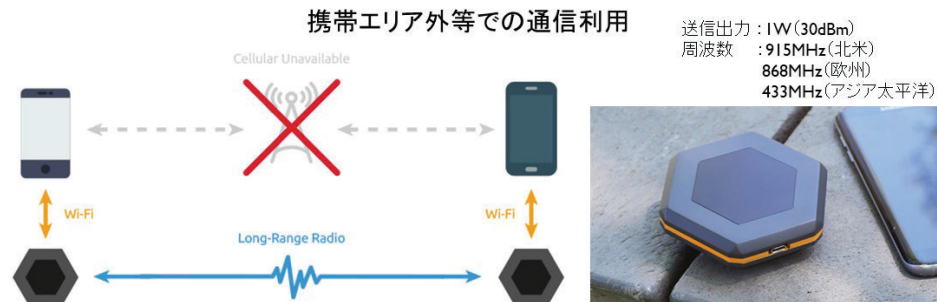 携帯エリア外等での通信利用
送信出力：1W（30dBm）
周波数　：915MHz（北米）
868MHz（欧州）
433MHz（アジア太平洋）
Cellular Unavailable
Wi-Fi
Wi-Fi
Long-Range Radio